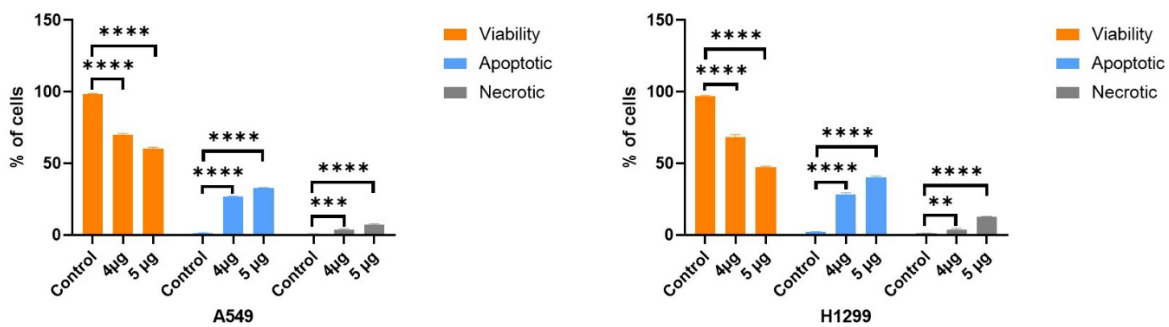 150
100
50
0
% of cells
****
****
****
****
****
***
Control
4µg
5 µg
Control
4µg
5 µg
Control
4µg
5 µg
A549
Viability
Apoptotic
Necrotic
150
100
50
0
% of cells
****
****
****
****
****
**
Control
4µg
5 µg
Control
4µg
5 µg
Control
4µg
5 µg
H1299
Viability
Apoptotic
Necrotic